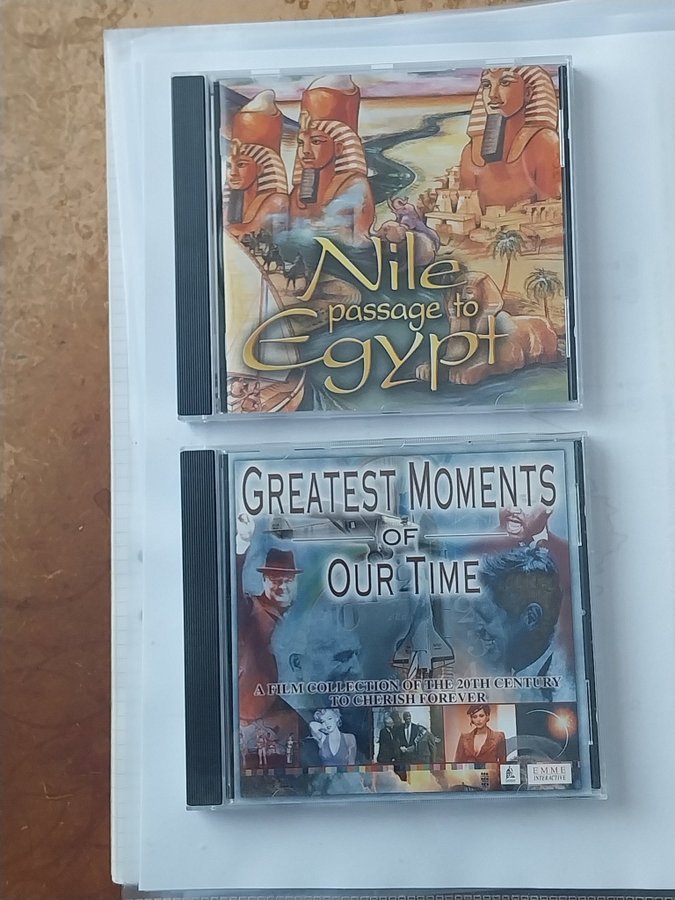 Nile
passage to
Egypt
GREATEST MOMENTS
OF
OUR TIME
A FILM COLLECTION OF THE 20TH CENTURY
TO CHERISH FOREVER
EMME
INTERACTIVE